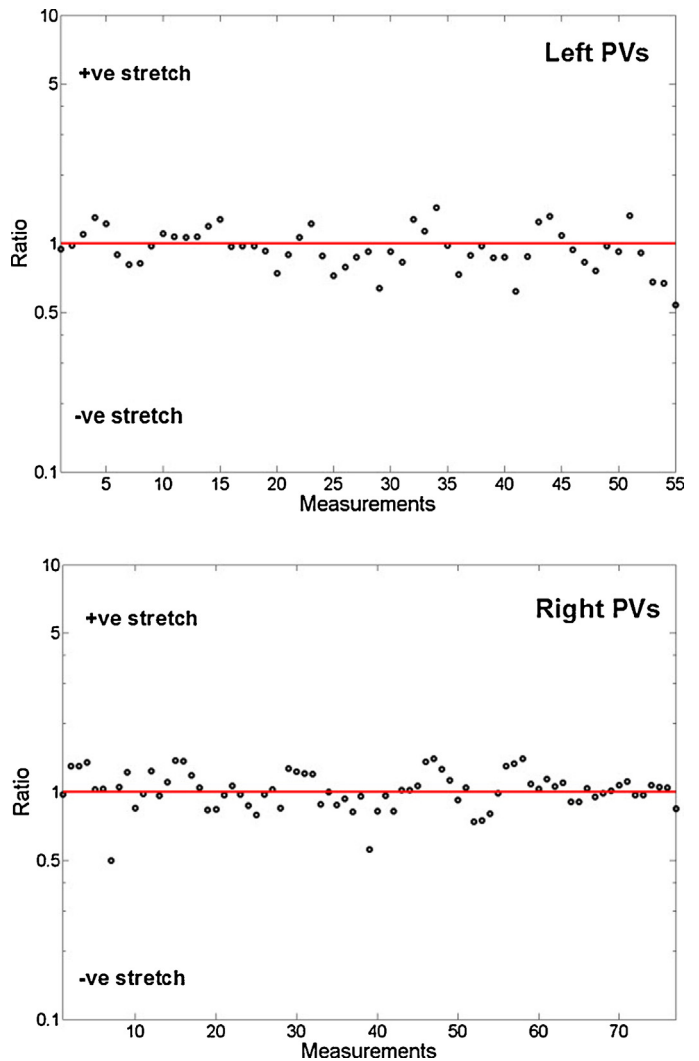 10
Left PVs
+ve stretch
5
Ratio
1
0.5
-ve stretch
0.1
5 10 15 20 25 30 35 40 45 50 55
Measurements
10
Right PVs
+ve stretch
5
Ratio
1
0.5
-ve stretch
0.1
10 20 30 40 50 60 70
Measurements